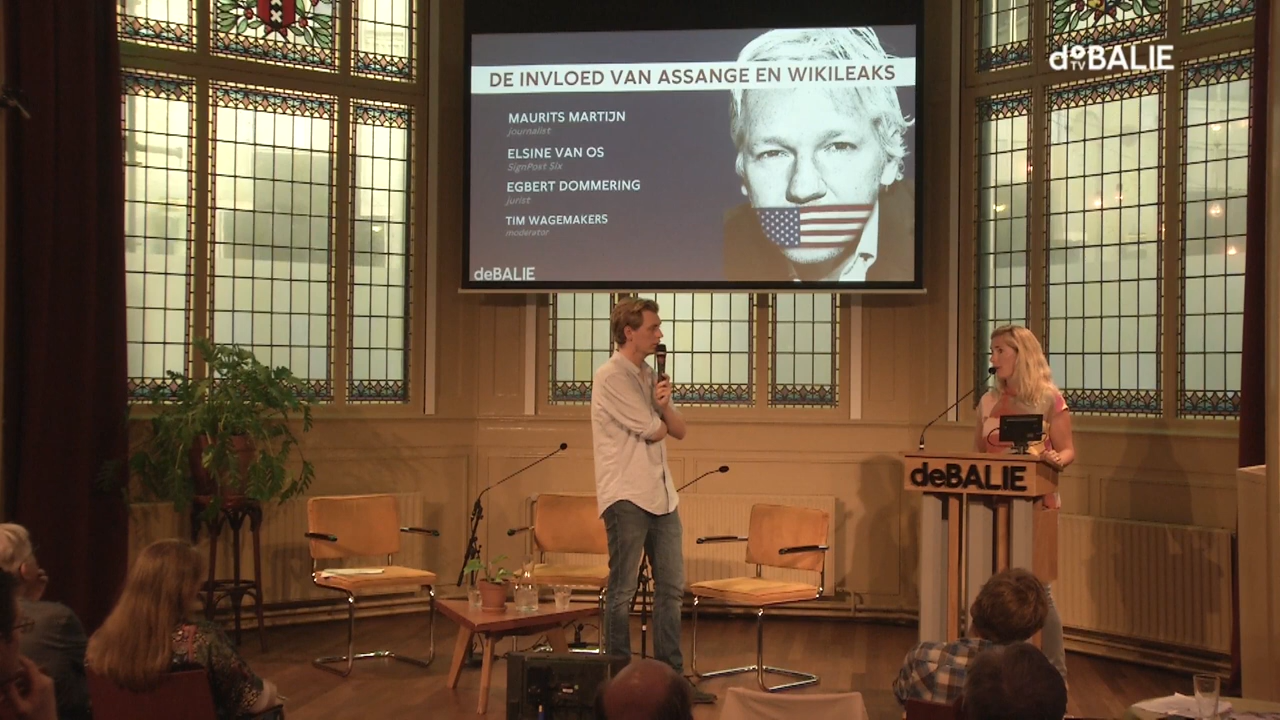 deBALIE
TV
DE INVLOED VAN ASSANGE EN WIKILEAKS
MAURITS MARTIJN
journalist
ELSINE VAN OS
SignPost Six
EGBERT DOMMERING
jurist
TIM WAGEMAKERS
moderator
deBALIE
deBALIE